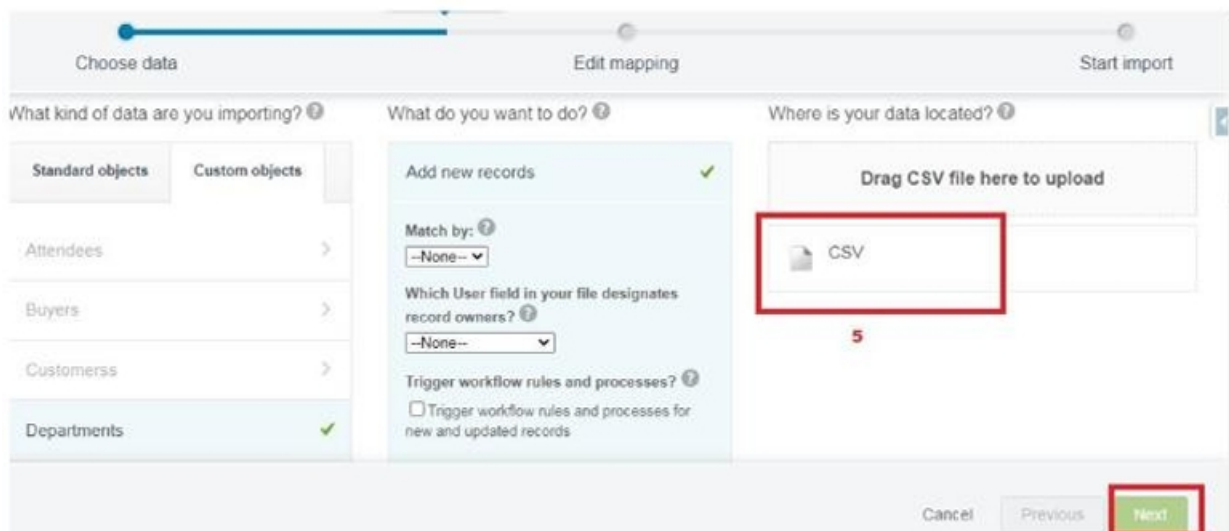 Choose data
Edit mapping
Start import
What kind of data are you importing? ?
What do you want to do? ?
Where is your data located? ?
Standard objects
Custom objects
Attendees
Buyers
Customerss
Departments
Add new records
Match by: ?
--None--
Which User field in your file designates
record owners? ?
--None--
Trigger workflow rules and processes? ?
Trigger workflow rules and processes for
new and updated records
Drag CSV file here to upload
CSV
5
Cancel
Previous
Next